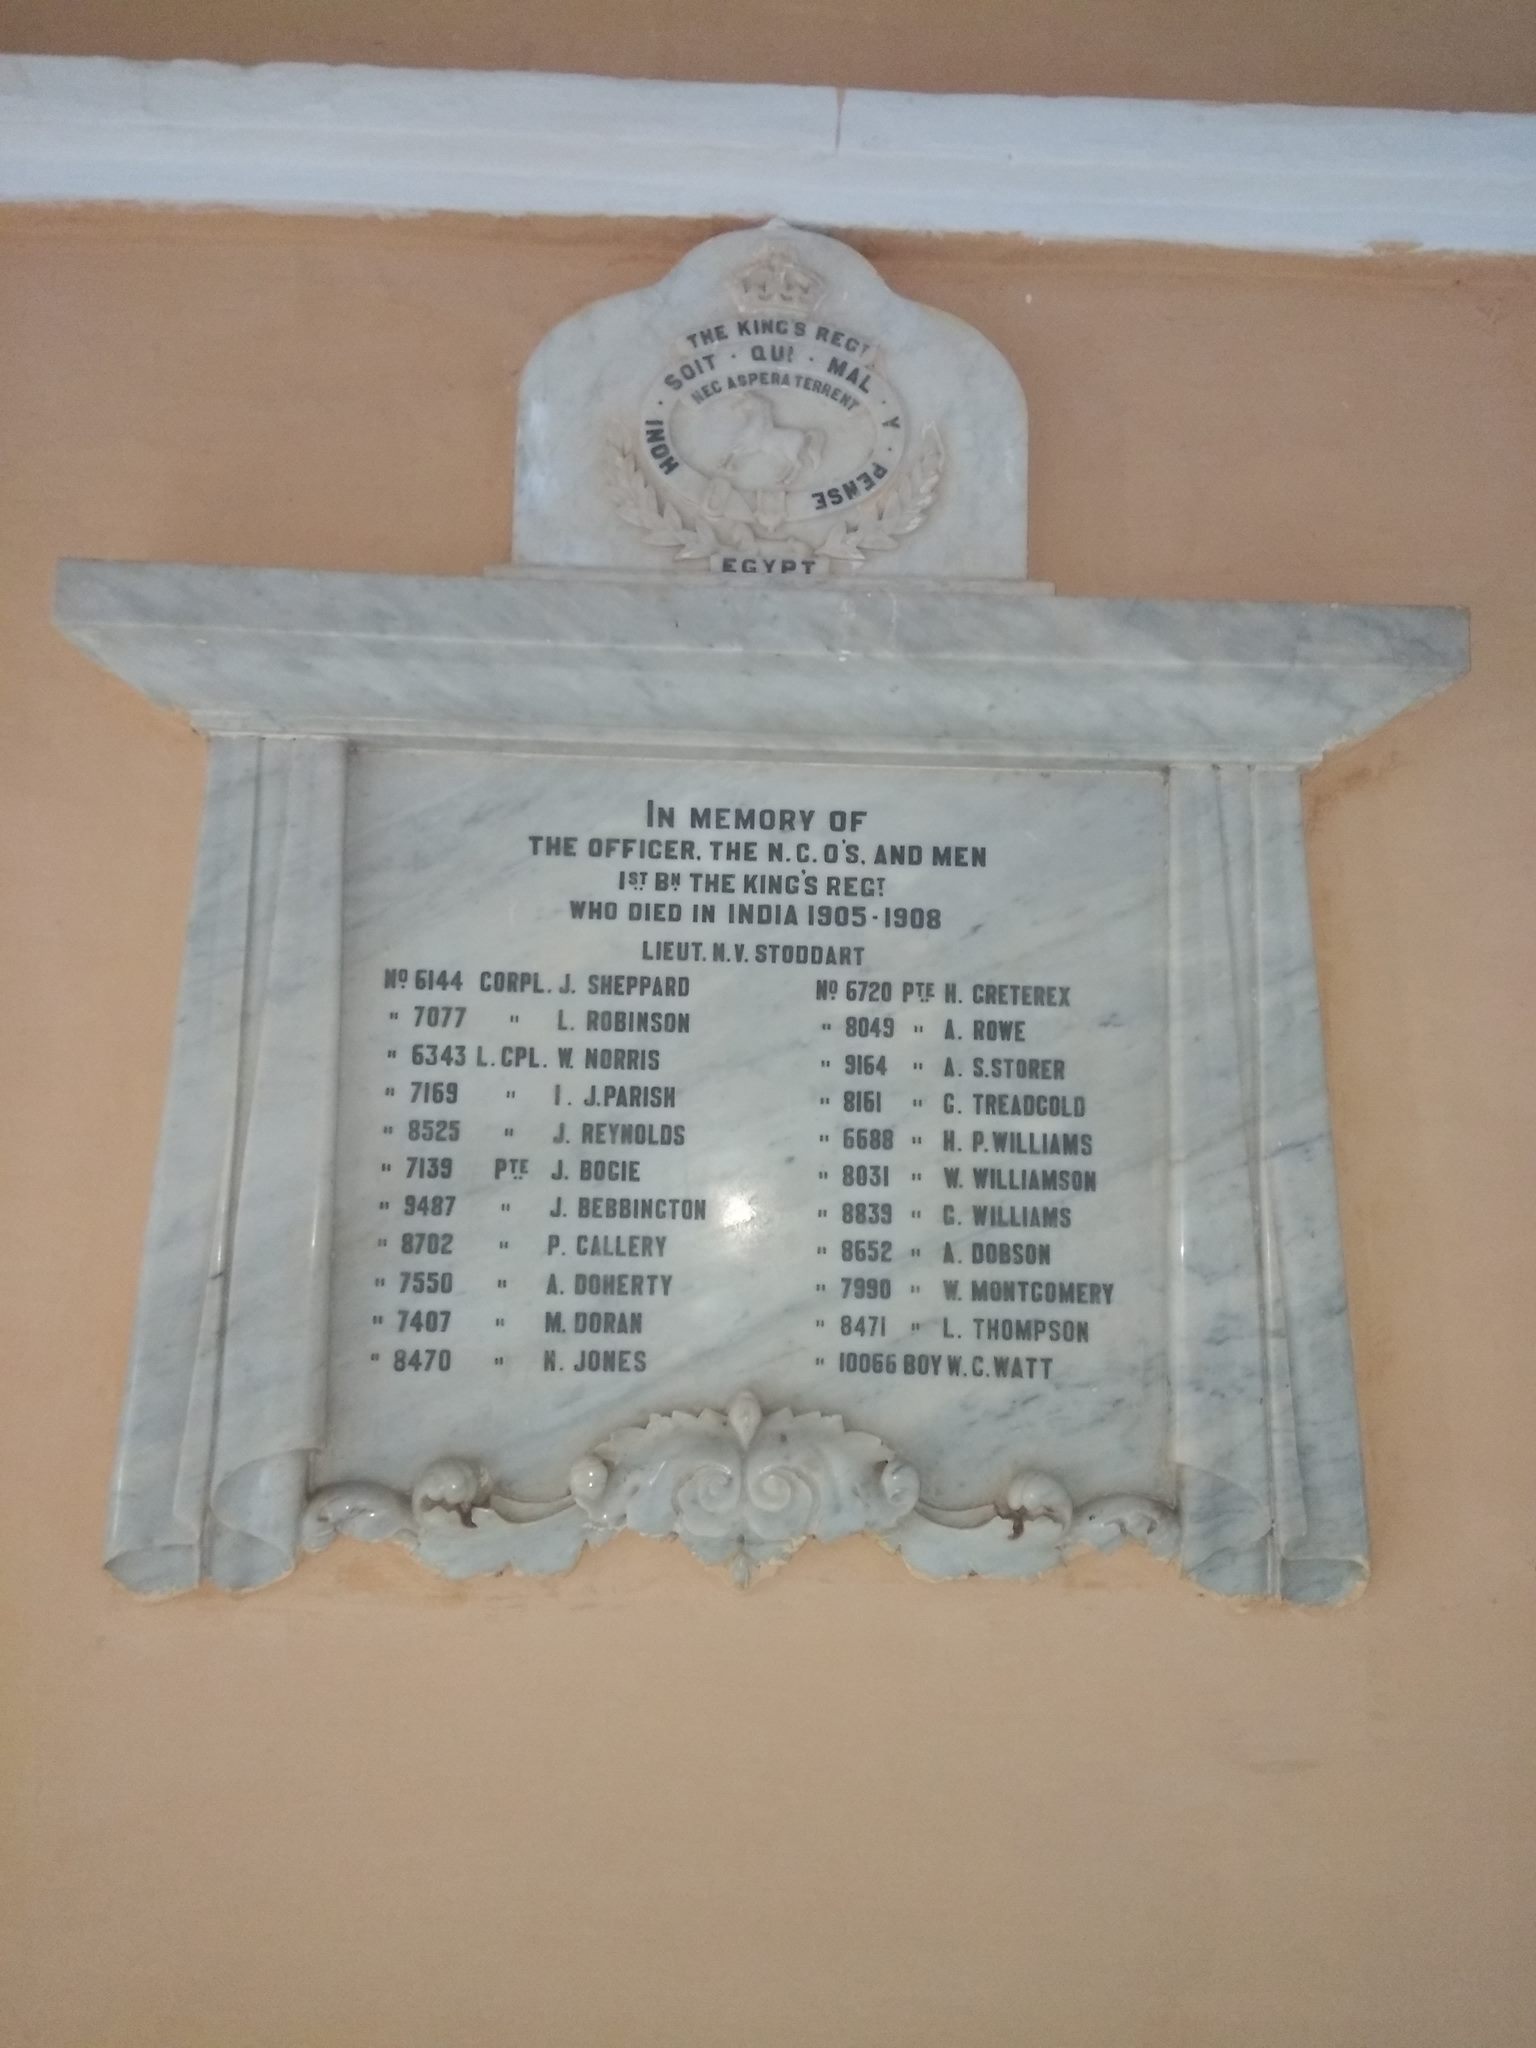 THE KING'S REGT
HONI · SOIT · QUI · MAL · Y · PENSE
NEC ASPERA TERRENT
EGYPT
IN MEMORY OF
THE OFFICER, THE N.C.O'S, AND MEN
1ST BN THE KING'S REGT
WHO DIED IN INDIA 1905-1908
LIEUT. N.V. STODDART
No 6144 CORPL. J. SHEPPARD
" 7077 " L. ROBINSON
" 6343 L.CPL. W. NORRIS
" 7169 " I. J.PARISH
" 8525 " J. REYNOLDS
" 7139 PTE J. BOGIE
" 9487 " J. BEBBINGTON
" 8702 " P. CALLERY
" 7550 " A. DOHERTY
" 7407 " M. DORAN
" 8470 " N. JONES
No 6720 PTE N. CRETEREX
" 8049 " A. ROWE
" 9164 " A. S.STORER
" 8161 " G. TREADGOLD
" 6688 " H. P.WILLIAMS
" 8031 " W. WILLIAMSON
" 8839 " G. WILLIAMS
" 8652 " A. DOBSON
" 7990 " W. MONTGOMERY
" 8471 " L. THOMPSON
" 10066 BOY W.C.WATT